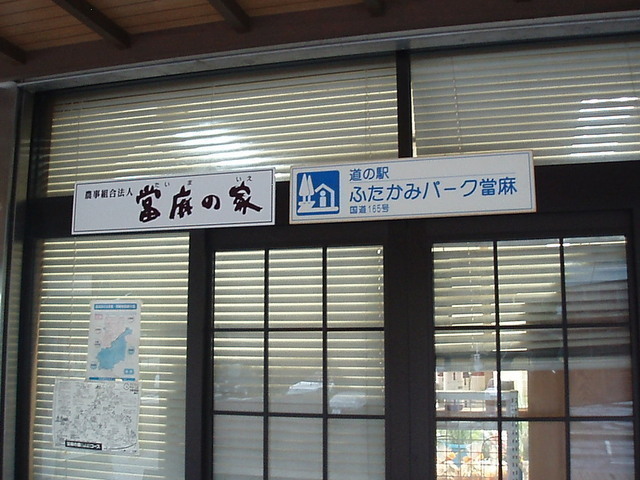 農事組合法人
當麻の家
たいま いえ
道の駅
ふたかみパーク當麻
国道165号